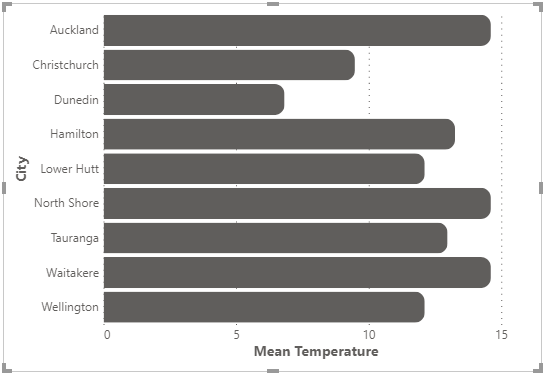 City
Auckland
Christchurch
Dunedin
Hamilton
Lower Hutt
North Shore
Tauranga
Waitakere
Wellington
0 5 10 15
Mean Temperature